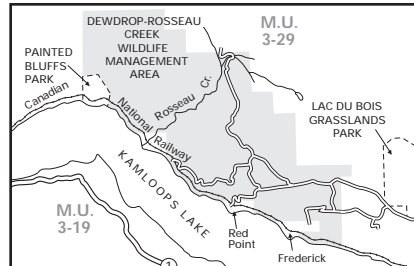 DEWDROP-ROSSEAU
CREEK
WILDLIFE
MANAGEMENT
AREA
M.U.
3-29
PAINTED
BLUFFS
PARK
Canadian National Railway
Rosseau Cr.
LAC DU BOIS
GRASSLANDS
PARK
KAMLOOPS LAKE
M.U.
3-19
Red
Point
Frederick
1